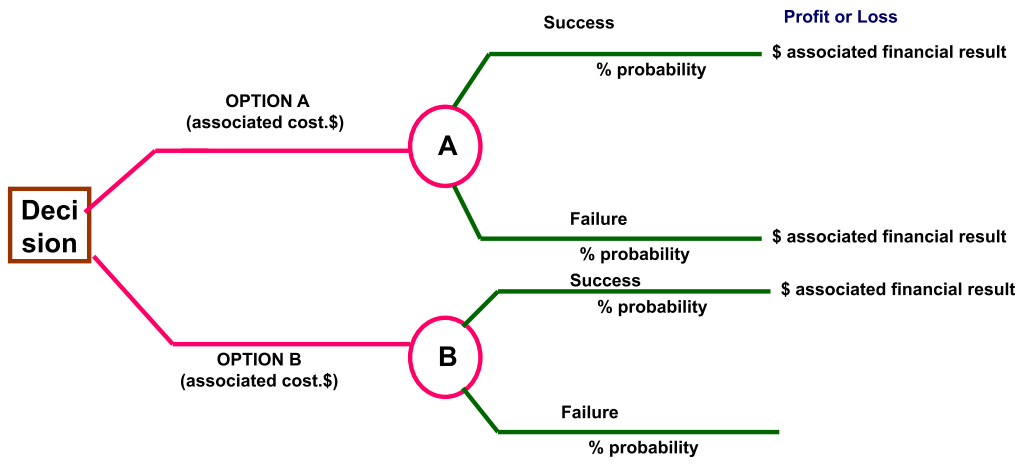 Success
Profit or Loss
$ associated financial result
% probability
OPTION A
(associated cost.$)
A
Deci
sion
Failure
$ associated financial result
% probability
Success
$ associated financial result
% probability
OPTION B
(associated cost.$)
B
Failure
% probability